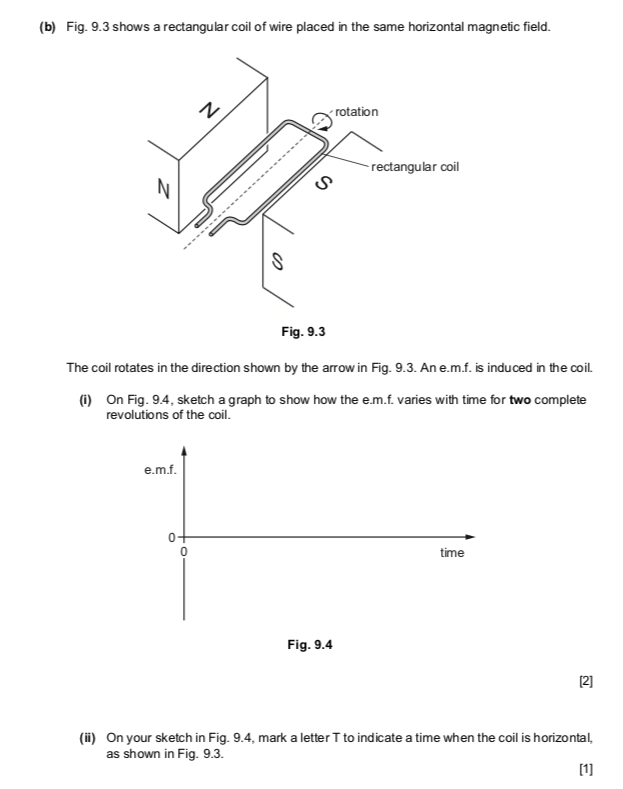 (b) Fig. 9.3 shows a rectangular coil of wire placed in the same horizontal magnetic field.
N
rotation
N
rectangular coil
S
S
Fig. 9.3
The coil rotates in the direction shown by the arrow in Fig. 9.3. An e.m.f. is induced in the coil.
(i) On Fig. 9.4, sketch a graph to show how the e.m.f. varies with time for two complete
revolutions of the coil.
e.m.f.
0
0
time
Fig. 9.4
[2]
(ii) On your sketch in Fig. 9.4, mark a letter T to indicate a time when the coil is horizontal,
as shown in Fig. 9.3.
[1]